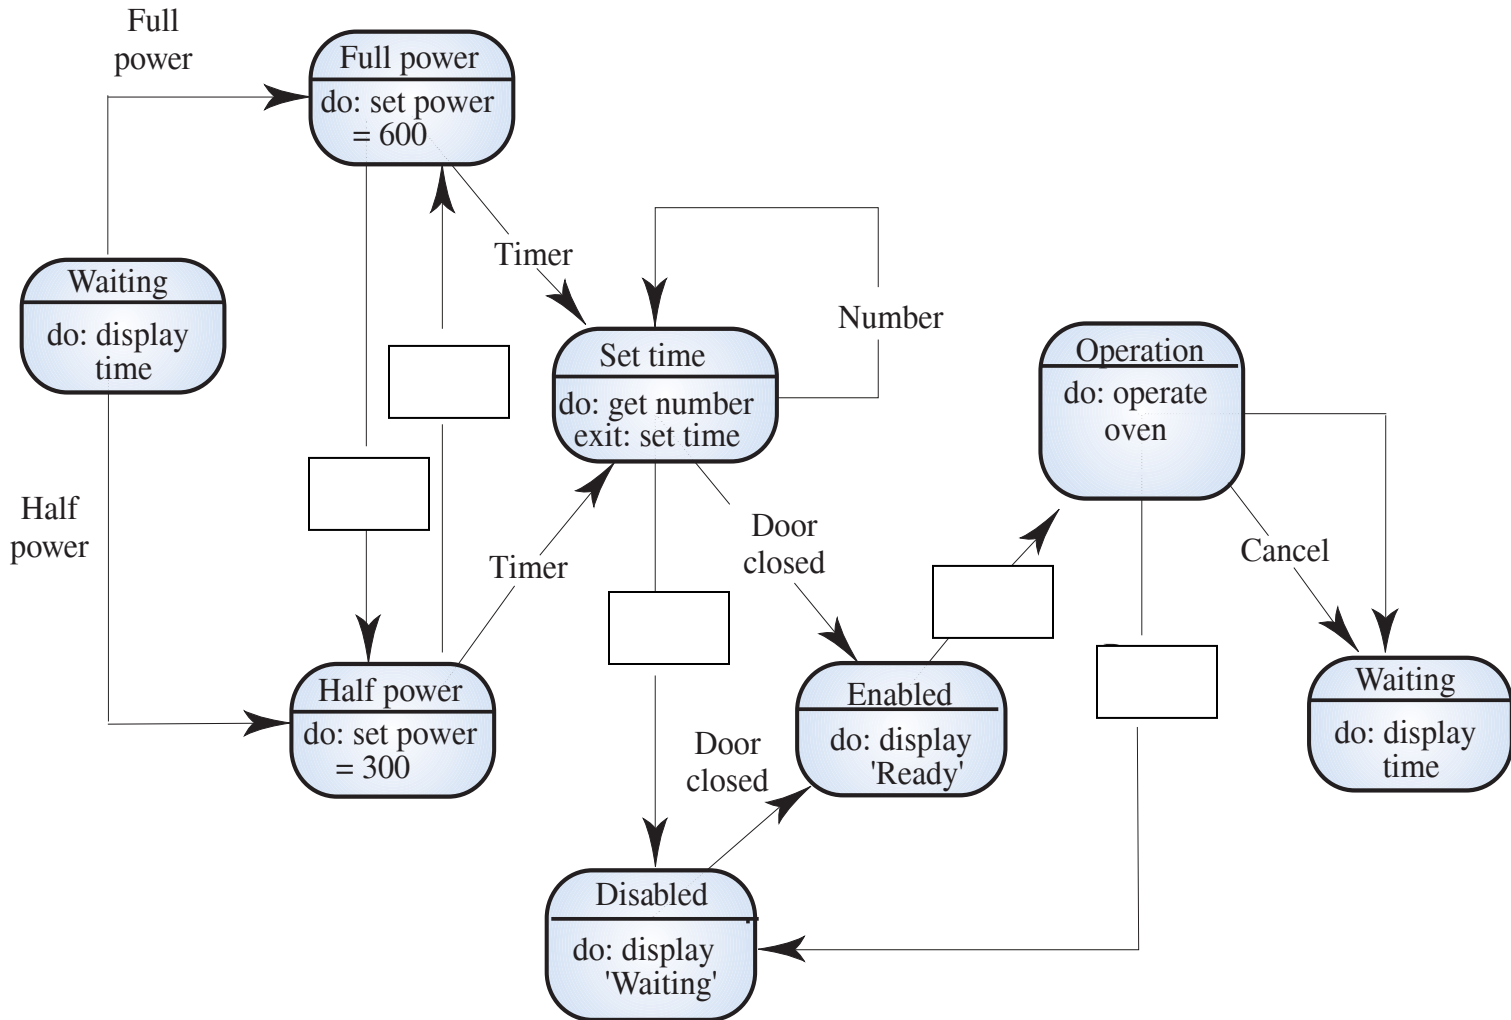 Full
power
Full power
do: set power
= 600
Timer
Waiting
do: display
time
Number
Set time
do: get number
exit: set time
Operation
do: operate
oven
Half
power
Door
closed
Timer
Cancel
Half power
do: set power
= 300
Enabled
do: display
'Ready'
Waiting
do: display
time
Door
closed
Disabled
do: display
'Waiting'